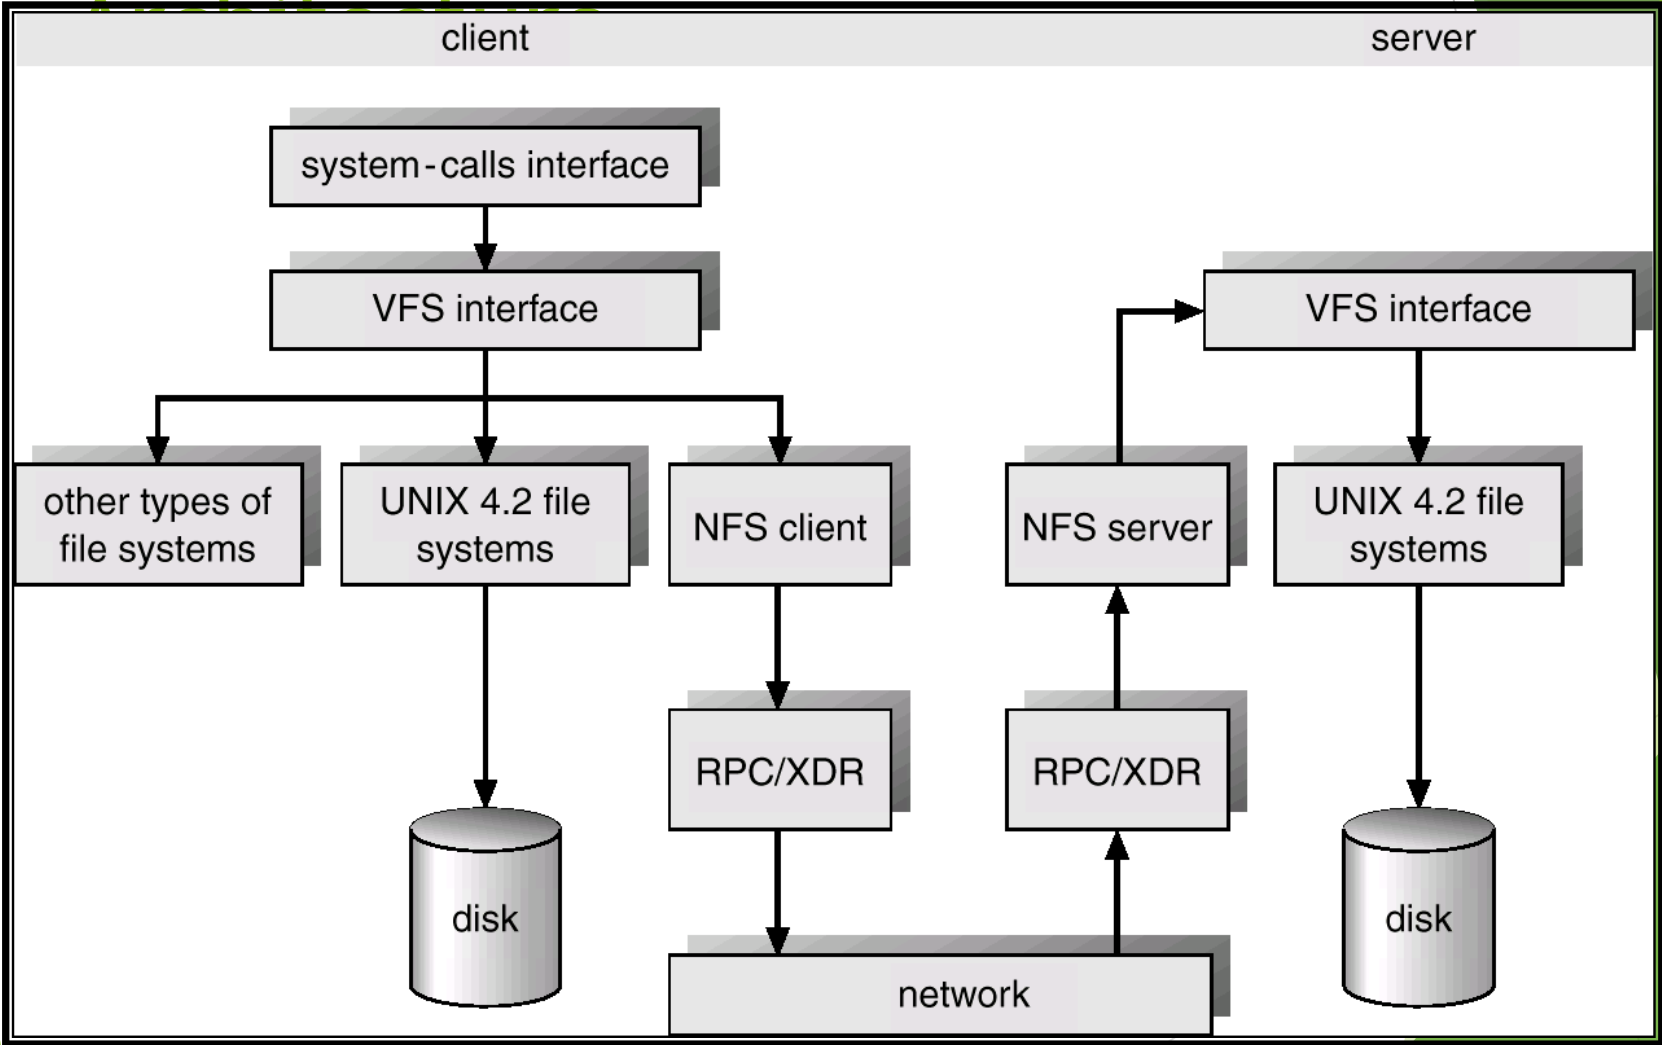 client
server
system-calls interface
VFS interface
VFS interface
other types of
file systems
UNIX 4.2 file
systems
NFS client
NFS server
UNIX 4.2 file
systems
RPC/XDR
RPC/XDR
disk
disk
network